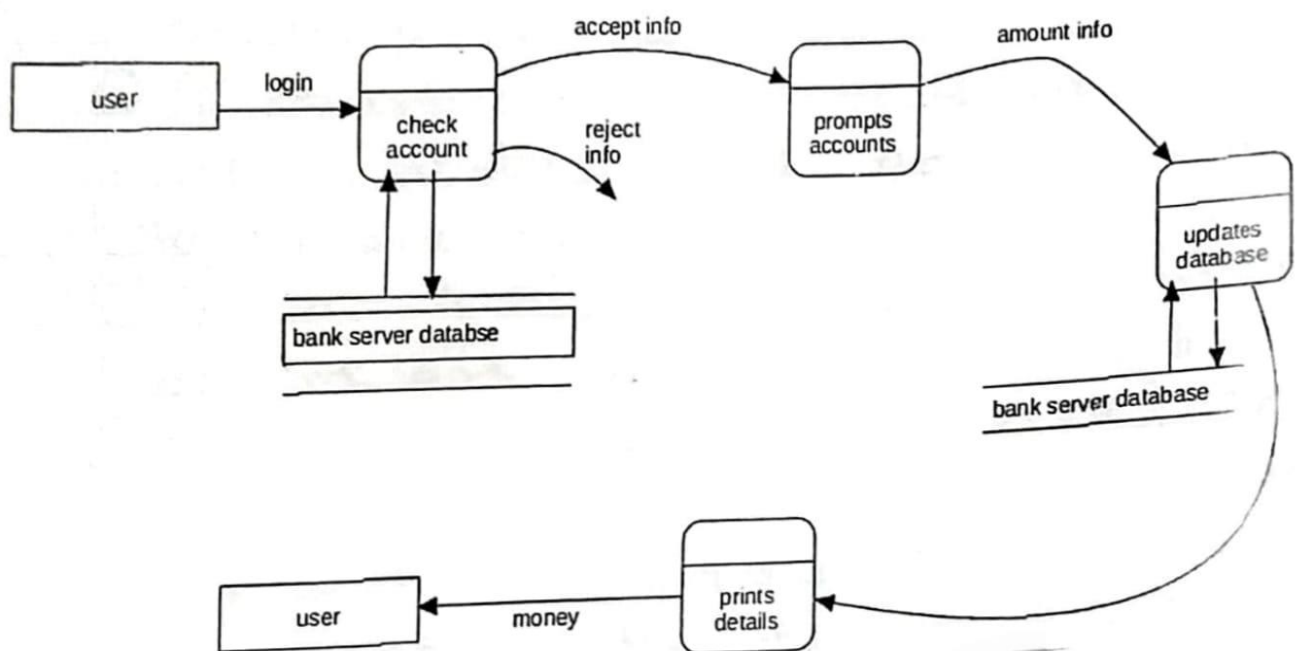 accept info
amount info
user
login
check
account
reject
info
prompts
accounts
updates
database
bank server databse
bank server database
prints
details
user
money